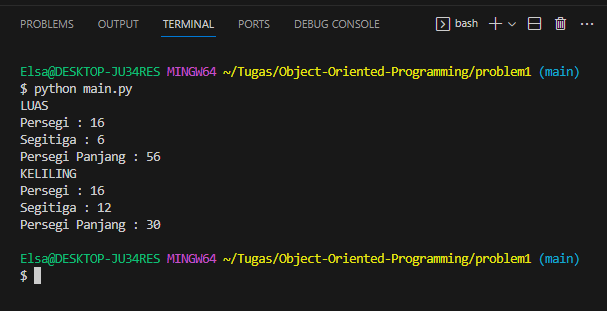 PROBLEMS OUTPUT TERMINAL PORTS DEBUG CONSOLE bash
Elsa@DESKTOP-JU34RES MINGW64 ~/Tugas/Object-Oriented-Programming/problem1 (main)
$ python main.py
LUAS
Persegi : 16
Segitiga : 6
Persegi Panjang : 56
KELILING
Persegi : 16
Segitiga : 12
Persegi Panjang : 30
Elsa@DESKTOP-JU34RES MINGW64 ~/Tugas/Object-Oriented-Programming/problem1 (main)
$